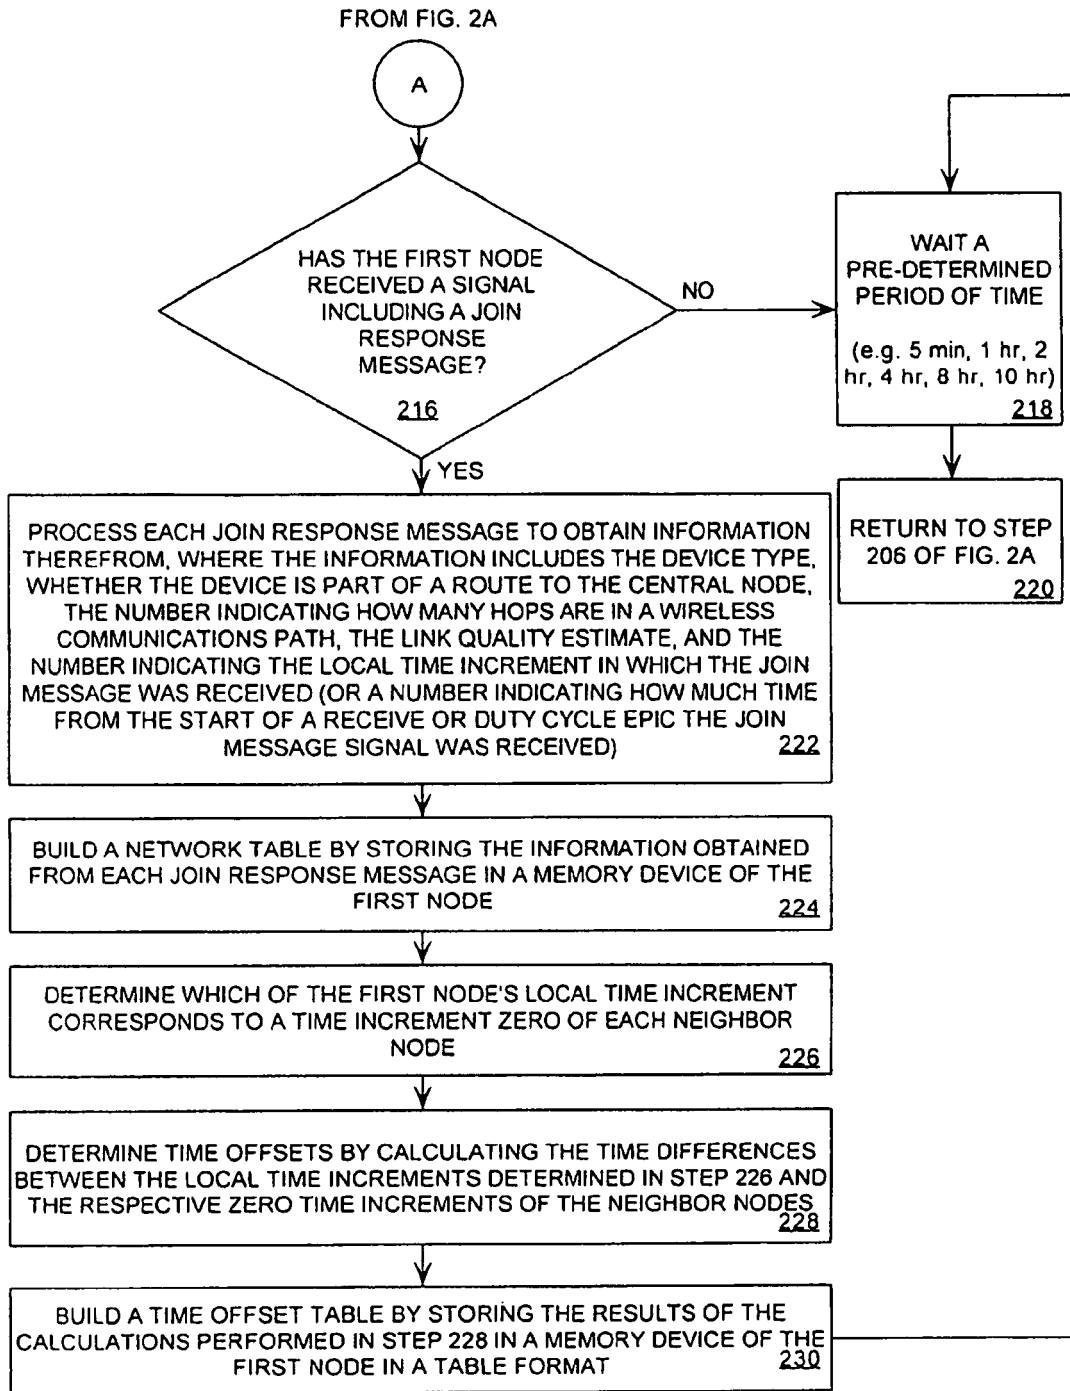 FROM FIG. 2A
A
HAS THE FIRST NODE
RECEIVED A SIGNAL
INCLUDING A JOIN
RESPONSE
MESSAGE?
216
NO
YES
WAIT A
PRE-DETERMINED
PERIOD OF TIME
(e.g. 5 min, 1 hr, 2
hr, 4 hr, 8 hr, 10 hr)
218
RETURN TO STEP
206 OF FIG. 2A
220
PROCESS EACH JOIN RESPONSE MESSAGE TO OBTAIN INFORMATION
THEREFROM, WHERE THE INFORMATION INCLUDES THE DEVICE TYPE,
WHETHER THE DEVICE IS PART OF A ROUTE TO THE CENTRAL NODE,
THE NUMBER INDICATING HOW MANY HOPS ARE IN A WIRELESS
COMMUNICATIONS PATH, THE LINK QUALITY ESTIMATE, AND THE
NUMBER INDICATING THE LOCAL TIME INCREMENT IN WHICH THE JOIN
MESSAGE WAS RECEIVED (OR A NUMBER INDICATING HOW MUCH TIME
FROM THE START OF A RECEIVE OR DUTY CYCLE EPIC THE JOIN
MESSAGE SIGNAL WAS RECEIVED)
222
BUILD A NETWORK TABLE BY STORING THE INFORMATION OBTAINED
FROM EACH JOIN RESPONSE MESSAGE IN A MEMORY DEVICE OF THE
FIRST NODE
224
DETERMINE WHICH OF THE FIRST NODE'S LOCAL TIME INCREMENT
CORRESPONDS TO A TIME INCREMENT ZERO OF EACH NEIGHBOR
NODE
226
DETERMINE TIME OFFSETS BY CALCULATING THE TIME DIFFERENCES
BETWEEN THE LOCAL TIME INCREMENTS DETERMINED IN STEP 226 AND
THE RESPECTIVE ZERO TIME INCREMENTS OF THE NEIGHBOR NODES
228
BUILD A TIME OFFSET TABLE BY STORING THE RESULTS OF THE
CALCULATIONS PERFORMED IN STEP 228 IN A MEMORY DEVICE OF THE
FIRST NODE IN A TABLE FORMAT
230